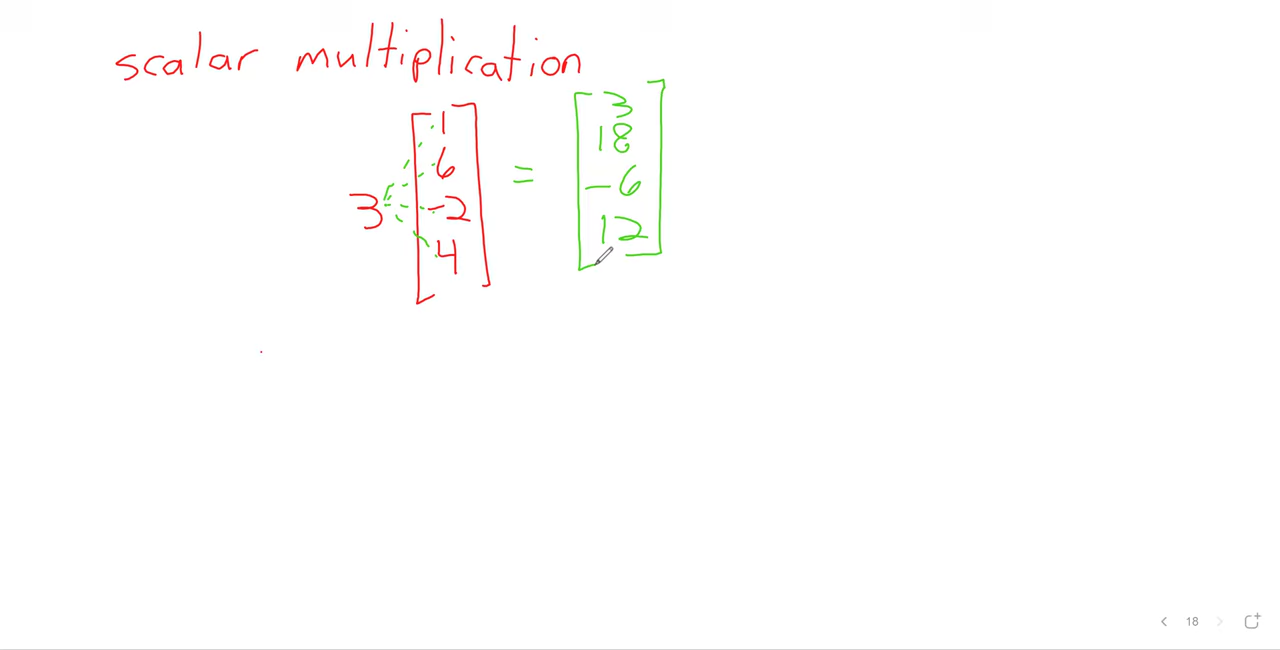 scalar multiplication
3 [1 6 -2 4] = [3 18 -6 12]
18